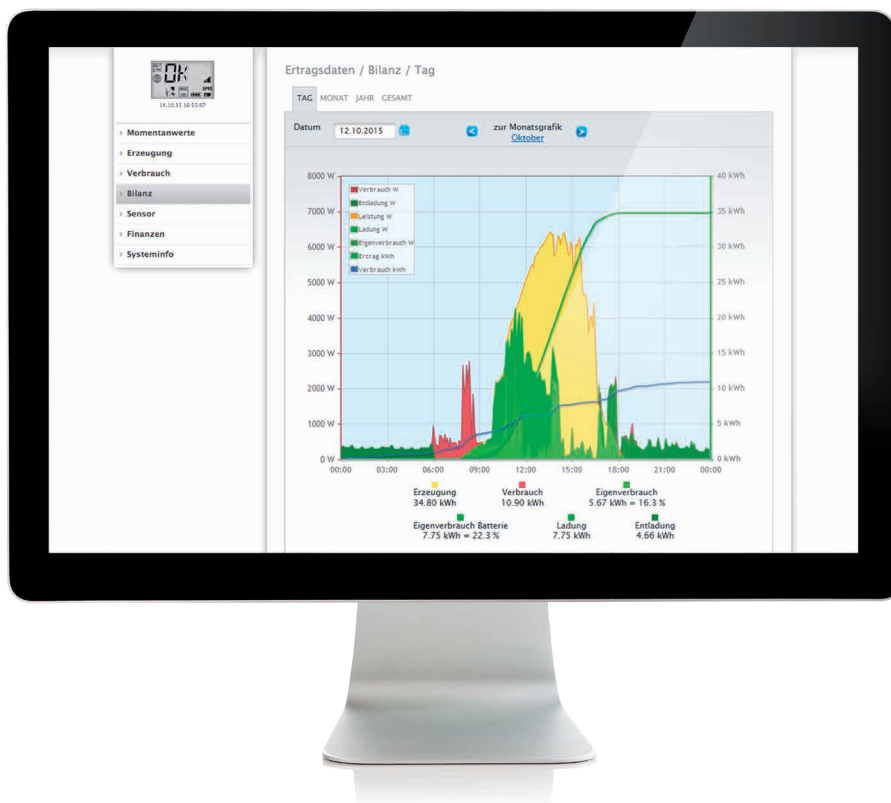 OK
GPRS
14.10.15 16:55:07
› Momentanwerte
› Erzeugung
› Verbrauch
› Bilanz
› Sensor
› Finanzen
› Systeminfo
Ertragsdaten / Bilanz / Tag
TAG MONAT JAHR GESAMT
Datum 12.10.2015 < zur Monatsgrafik >
Oktober
8000 W
7000 W
6000 W
5000 W
4000 W
3000 W
2000 W
1000 W
0 W
Verbrauch W
Entladung W
Leistung W
Ladung W
Eigenverbrauch W
Ertrag kWh
Verbrauch kWh
40 kWh
35 kWh
30 kWh
25 kWh
20 kWh
15 kWh
10 kWh
5 kWh
0 kWh
00:00 03:00 06:00 09:00 12:00 15:00 18:00 21:00 00:00
Erzeugung Verbrauch Eigenverbrauch
34.80 kWh 10.90 kWh 5.67 kWh = 16.3 %
Eigenverbrauch Batterie Ladung Entladung
7.75 kWh = 22.3 % 7.75 kWh 4.66 kWh